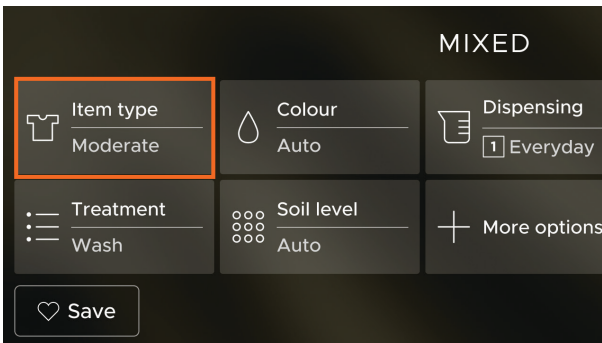 MIXED
Item type
Moderate
Colour
Auto
Dispensing
1 Everyday
Treatment
Wash
Soil level
Auto
More options
Save